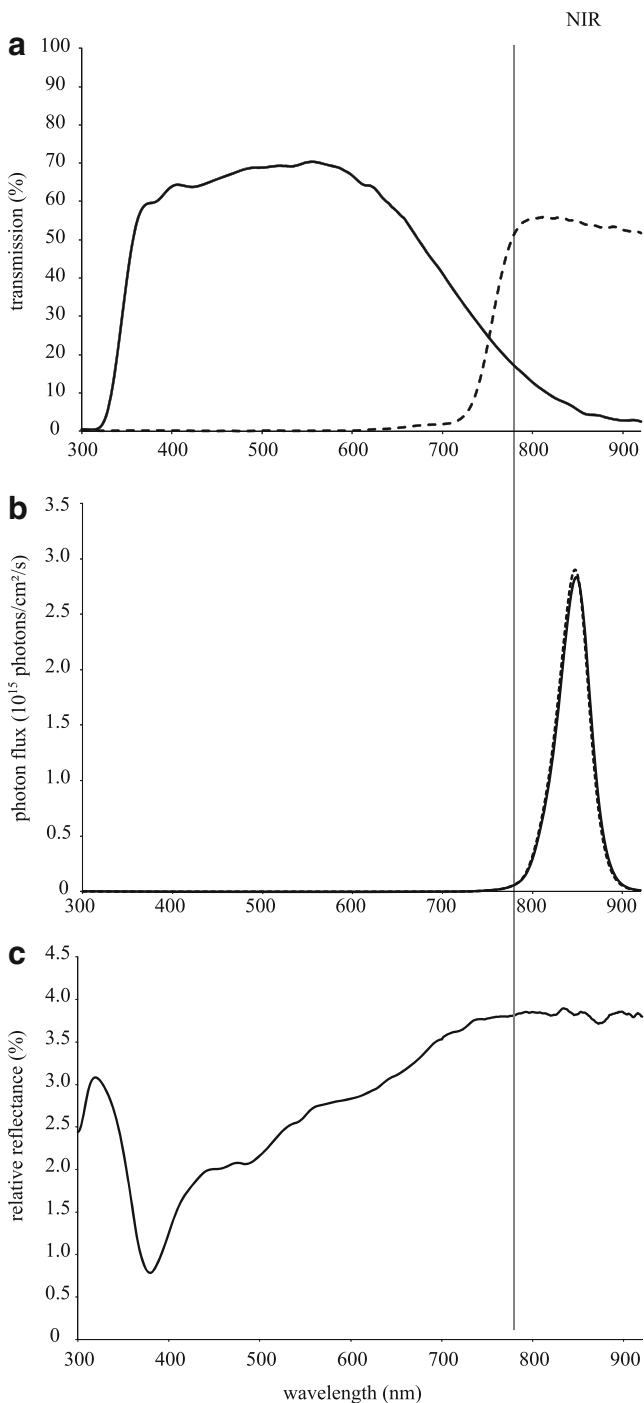 NIR
a
100
90
80
70
60
50
40
30
20
10
0
transmission (%)
300 400 500 600 700 800 900
b
3.5
3.0
2.5
2.0
1.5
1.0
0.5
0
photon flux (10¹⁵ photons/cm²/s)
300 400 500 600 700 800 900
c
4.5
4.0
3.5
3.0
2.5
2.0
1.5
1.0
0.5
0
relative reflectance (%)
300 400 500 600 700 800 900
wavelength (nm)